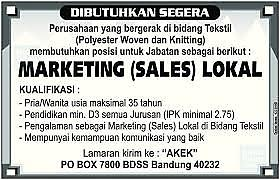 DIBUTUHKAN SEGERA
Perusahaan yang bergerak di bidang Tekstil
(Polyester Woven dan Knitting)
membutuhkan posisi untuk Jabatan sebagai berikut :
MARKETING (SALES) LOKAL
KUALIFIKASI :
- Pria/Wanita usia maksimal 35 tahun
- Pendidikan min. D3 semua Jurusan (IPK minimal 2.75)
- Pengalaman sebagai Marketing (Sales) Lokal di Bidang Tekstil
- Mempunyai kemampuan komunikasi yang baik
Lamaran kirim ke : "AKEK"
PO BOX 7800 BDSS Bandung 40232